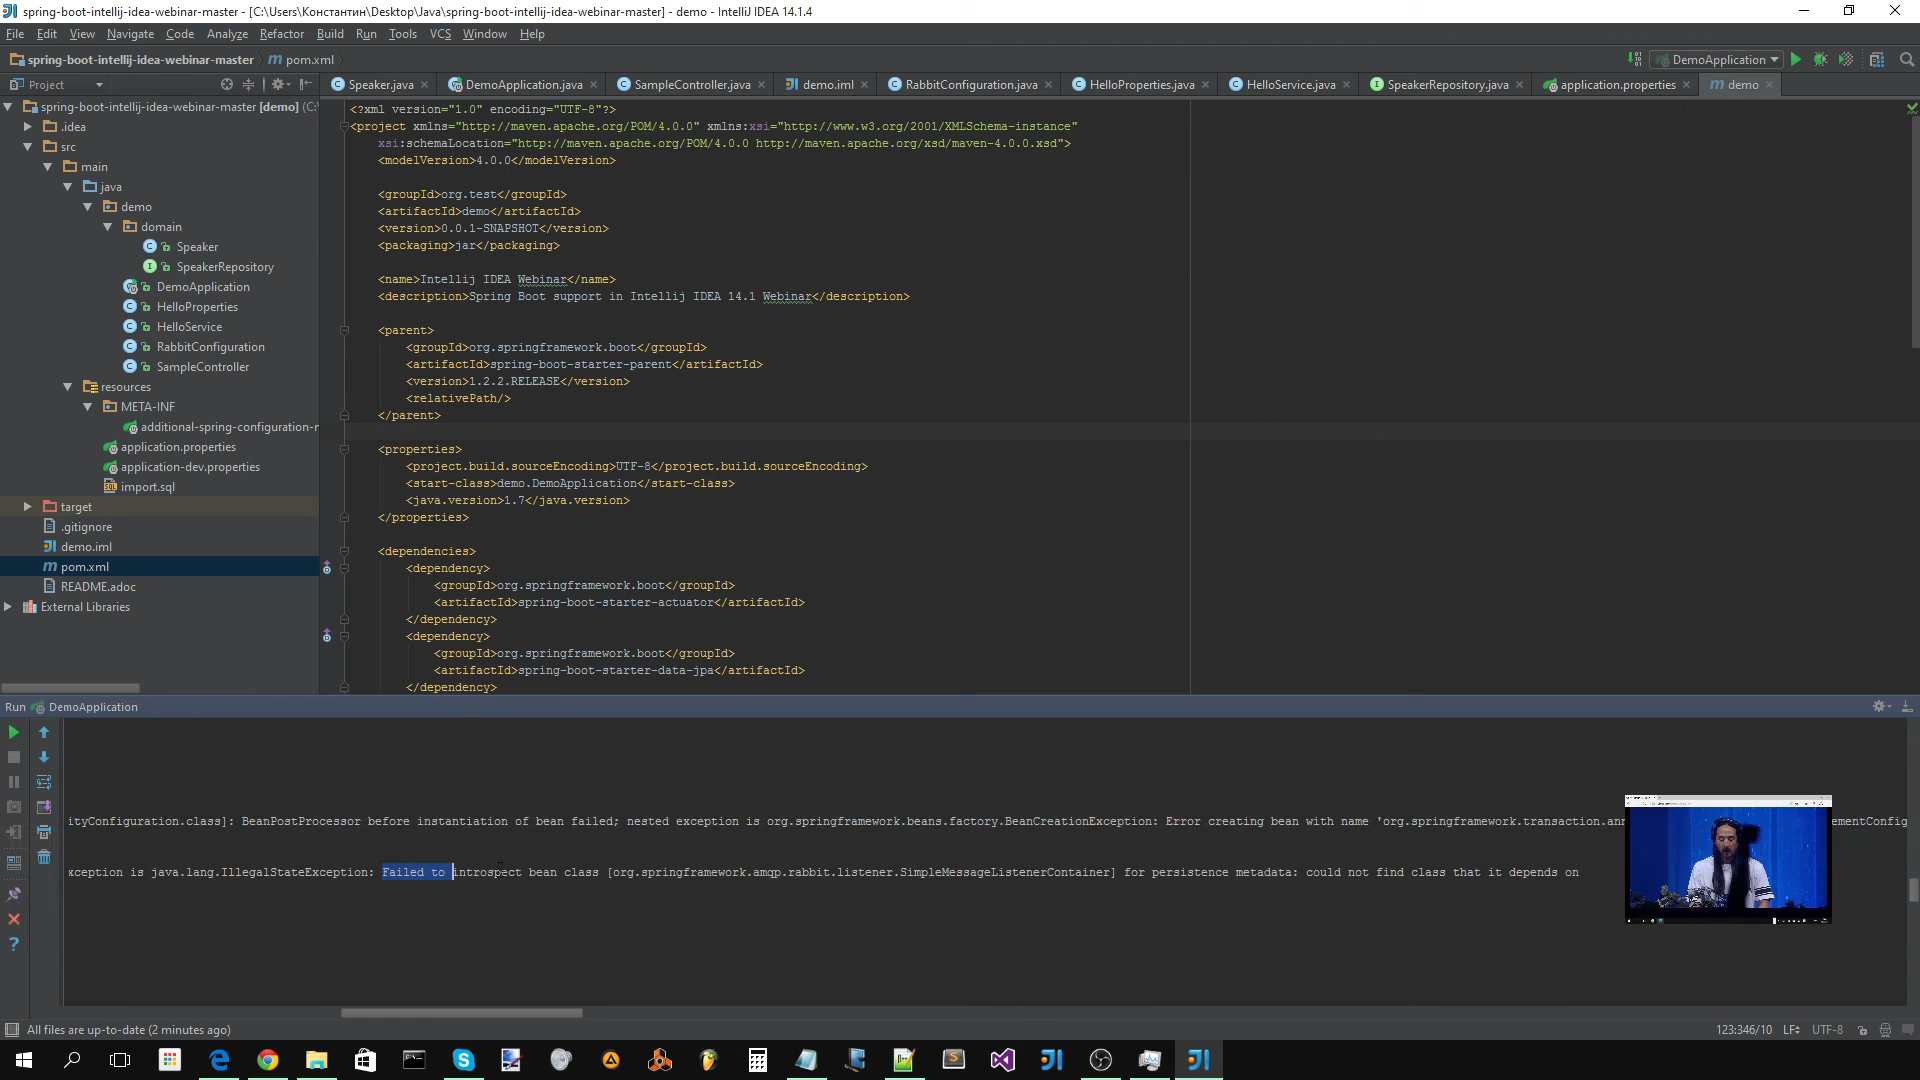 spring-boot-intellij-idea-webinar-master - [C:\Users\Константин\Desktop\Java\spring-boot-intellij-idea-webinar-master] - demo - IntelliJ IDEA 14.1.4
File Edit View Navigate Code Analyze Refactor Build Run Tools VCS Window Help
spring-boot-intellij-idea-webinar-master pom.xml DemoApplication
Project
Speaker.java DemoApplication.java SampleController.java demo.iml RabbitConfiguration.java HelloProperties.java HelloService.java SpeakerRepository.java application.properties demo
spring-boot-intellij-idea-webinar-master [demo] (C:\
.idea
src
main
java
demo
domain
Speaker
SpeakerRepository
DemoApplication
HelloProperties
HelloService
RabbitConfiguration
SampleController
resources
META-INF
additional-spring-configuration-m
application.properties
application-dev.properties
import.sql
target
.gitignore
demo.iml
pom.xml
README.adoc
External Libraries
<?xml version="1.0" encoding="UTF-8"?>
<project xmlns="http://maven.apache.org/POM/4.0.0" xmlns:xsi="http://www.w3.org/2001/XMLSchema-instance"
xsi:schemaLocation="http://maven.apache.org/POM/4.0.0 http://maven.apache.org/xsd/maven-4.0.0.xsd">
<modelVersion>4.0.0</modelVersion>
<groupId>org.test</groupId>
<artifactId>demo</artifactId>
<version>0.0.1-SNAPSHOT</version>
<packaging>jar</packaging>
<name>Intellij IDEA Webinar</name>
<description>Spring Boot support in Intellij IDEA 14.1 Webinar</description>
<parent>
<groupId>org.springframework.boot</groupId>
<artifactId>spring-boot-starter-parent</artifactId>
<version>1.2.2.RELEASE</version>
<relativePath/>
</parent>
<properties>
<project.build.sourceEncoding>UTF-8</project.build.sourceEncoding>
<start-class>demo.DemoApplication</start-class>
<java.version>1.7</java.version>
</properties>
<dependencies>
<dependency>
<groupId>org.springframework.boot</groupId>
<artifactId>spring-boot-starter-actuator</artifactId>
</dependency>
<dependency>
<groupId>org.springframework.boot</groupId>
<artifactId>spring-boot-starter-data-jpa</artifactId>
</dependency>
Run DemoApplication
ityConfiguration.class]: BeanPostProcessor before instantiation of bean failed; nested exception is org.springframework.beans.factory.BeanCreationException: Error creating bean with name 'org.springframework.transaction.ann ementConfig
xception is java.lang.IllegalStateException: Failed to introspect bean class [org.springframework.amqp.rabbit.listener.SimpleMessageListenerContainer] for persistence metadata: could not find class that it depends on
All files are up-to-date (2 minutes ago) 123:346/10 LF UTF-8